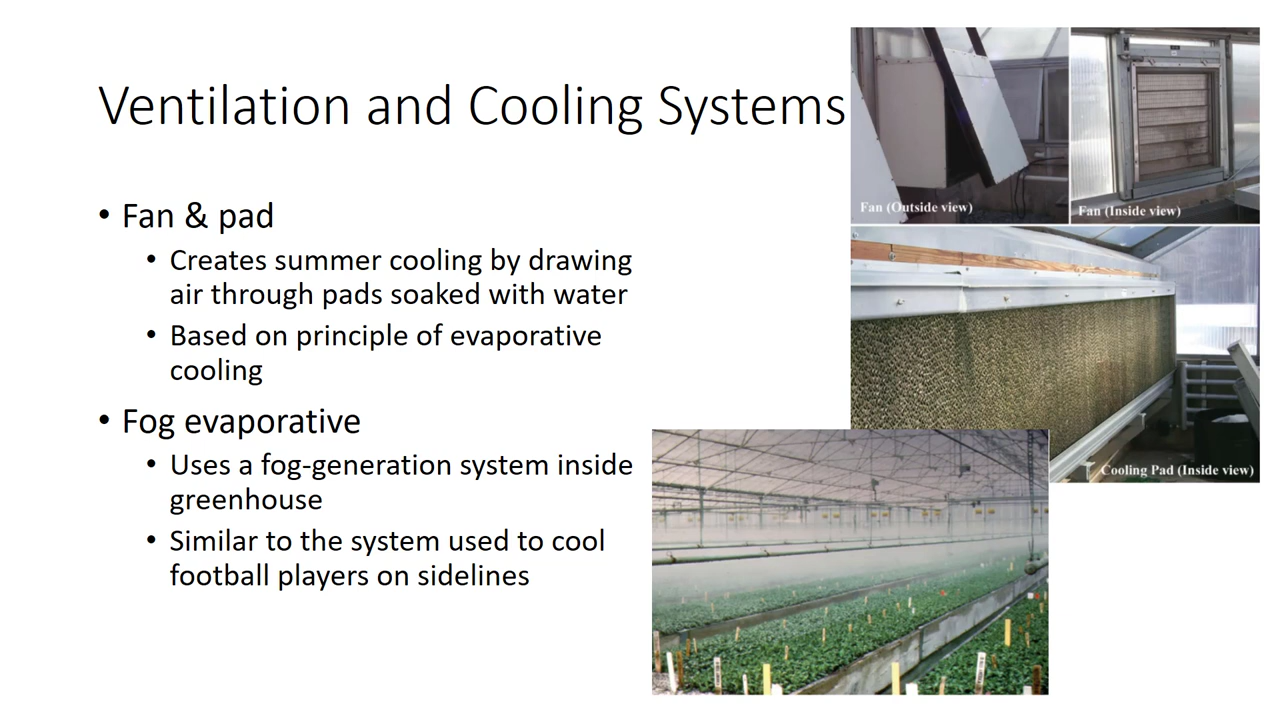 Ventilation and Cooling Systems
• Fan & pad
• Creates summer cooling by drawing
air through pads soaked with water
• Based on principle of evaporative
cooling
• Fog evaporative
• Uses a fog-generation system inside
greenhouse
• Similar to the system used to cool
football players on sidelines
Fan (Outside view)
Fan (Inside view)
Cooling Pad (Inside view)